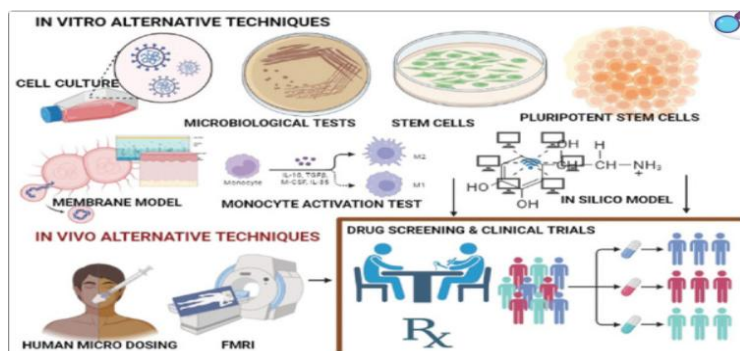 IN VITRO ALTERNATIVE TECHNIQUES
CELL CULTURE
MICROBIOLOGICAL TESTS
STEM CELLS
PLURIPOTENT STEM CELLS
MEMBRANE MODEL
Monocyte
IL-10, TGFβ,
M-CSF, IL-35
M2
M1
MONOCYTE ACTIVATION TEST
OH
H
C
H
NH₃
+
HO
OH
IN SILICO MODEL
IN VIVO ALTERNATIVE TECHNIQUES
HUMAN MICRO DOSING
FMRI
DRUG SCREENING & CLINICAL TRIALS
Rx